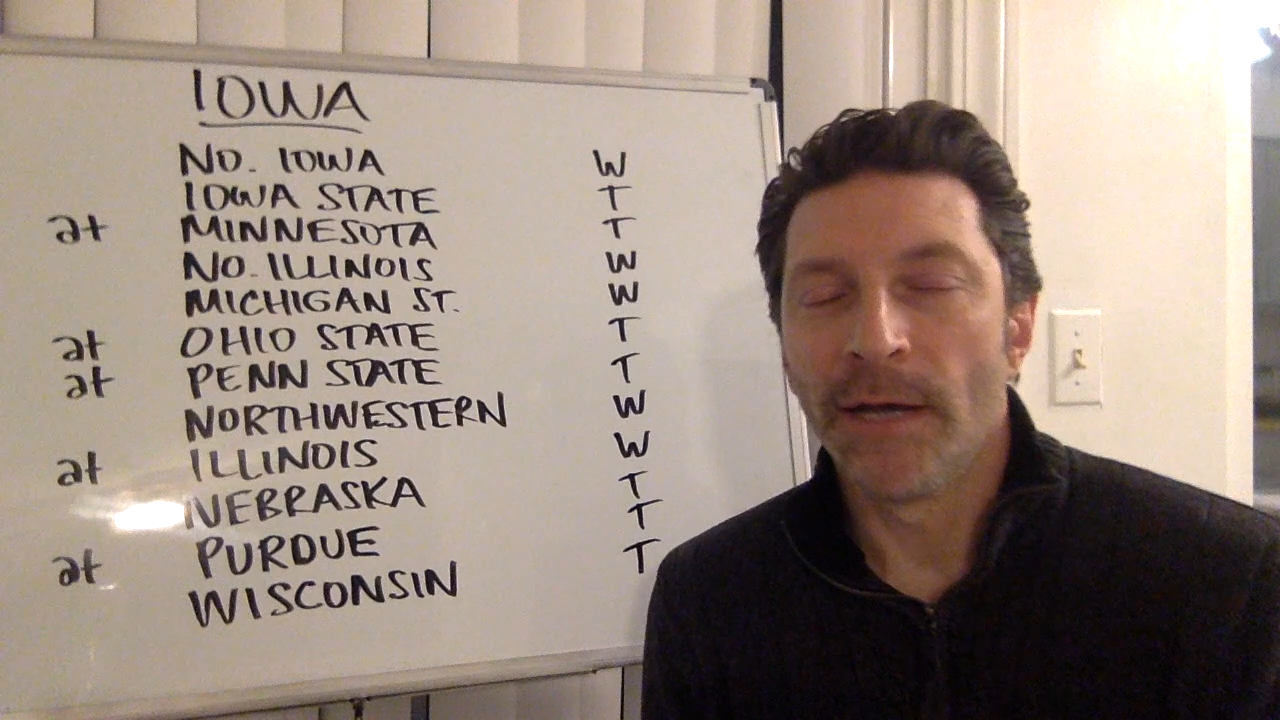 IOWA
NO. IOWA W
IOWA STATE T
at MINNESOTA T
NO. ILLINOIS W
MICHIGAN ST. W
at OHIO STATE T
at PENN STATE T
NORTHWESTERN W
at ILLINOIS W
NEBRASKA T
at PURDUE T
WISCONSIN T